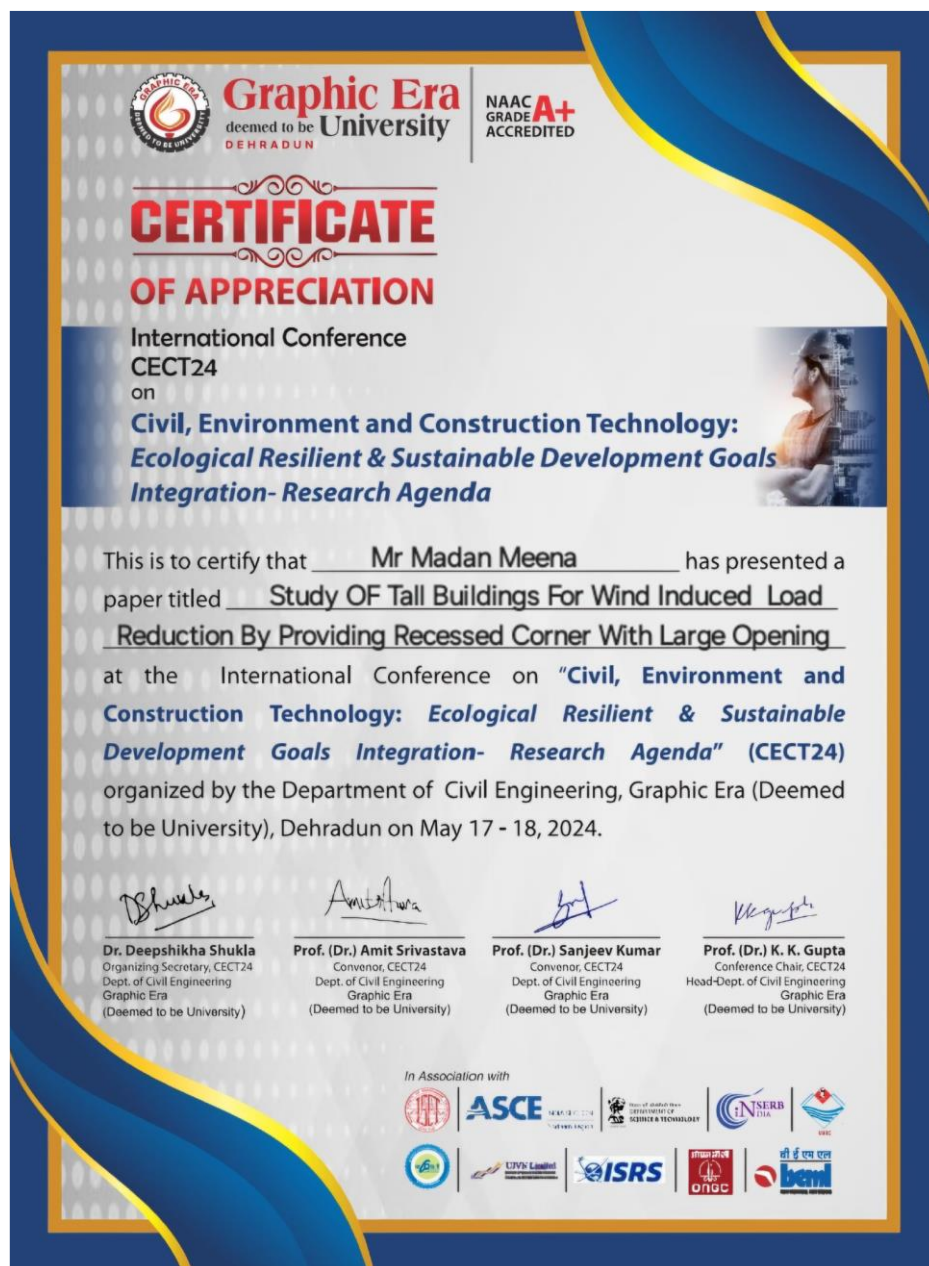 GRAPHIC ERA
DEEMED TO BE UNIVERSITY
Graphic Era
deemed to be University
DEHRADUN
NAAC
GRADE A+
ACCREDITED
CERTIFICATE
OF APPRECIATION
International Conference
CECT24
on
Civil, Environment and Construction Technology:
Ecological Resilient & Sustainable Development Goals
Integration- Research Agenda
This is to certify that Mr Madan Meena has presented a
paper titled Study OF Tall Buildings For Wind Induced Load
Reduction By Providing Recessed Corner With Large Opening
at the International Conference on "Civil, Environment and
Construction Technology: Ecological Resilient & Sustainable
Development Goals Integration- Research Agenda" (CECT24)
organized by the Department of Civil Engineering, Graphic Era (Deemed
to be University), Dehradun on May 17 - 18, 2024.
Dr. Deepshikha Shukla
Organizing Secretary, CECT24
Dept. of Civil Engineering
Graphic Era
(Deemed to be University)
Prof. (Dr.) Amit Srivastava
Convenor, CECT24
Dept. of Civil Engineering
Graphic Era
(Deemed to be University)
Prof. (Dr.) Sanjeev Kumar
Convenor, CECT24
Dept. of Civil Engineering
Graphic Era
(Deemed to be University)
Prof. (Dr.) K. K. Gupta
Conference Chair, CECT24
Head-Dept. of Civil Engineering
Graphic Era
(Deemed to be University)
In Association with
ASCE
DEPARTMENT OF
SCIENCE & TECHNOLOGY
SERB
INDIA
UJVN Limited
ISRS
ONGC
बी ई एम एल
beml